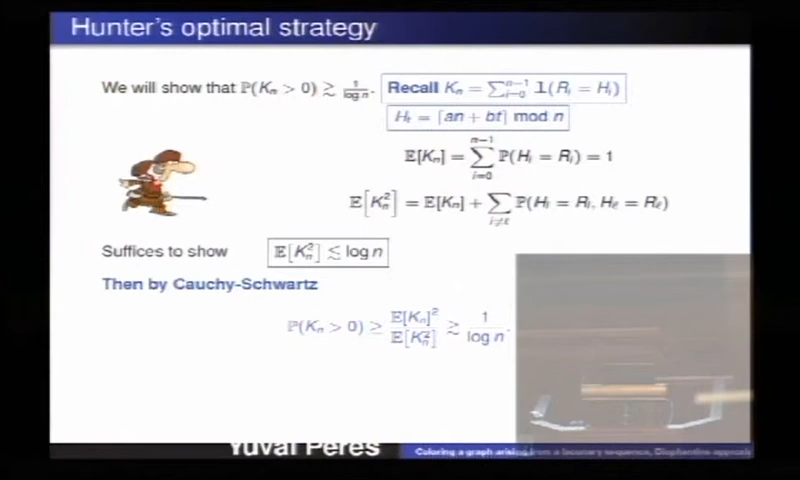 Hunter's optimal strategy
We will show that ℙ(Kₙ > 0) ≳ 1/log n. Recall Kₙ = ∑ᵢ₌₀ⁿ⁻¹ 1(Rᵢ = Hᵢ)
Hₜ = ⌈an + bt⌉ mod n
𝔼[Kₙ] = ∑ᵢ₌₀ⁿ⁻¹ ℙ(Hᵢ = Rᵢ) = 1
𝔼[Kₙ²] = 𝔼[Kₙ] + ∑ᵢ≠ℓ ℙ(Hᵢ = Rᵢ, Hℓ = Rℓ)
Suffices to show 𝔼[Kₙ²] ≲ log n
Then by Cauchy-Schwartz
ℙ(Kₙ > 0) ≥ 𝔼[Kₙ]²/𝔼[Kₙ²] ≳ 1/log n.
Yuval Peres
Coloring a graph arising from a lacunary sequence, Diophantine approxi